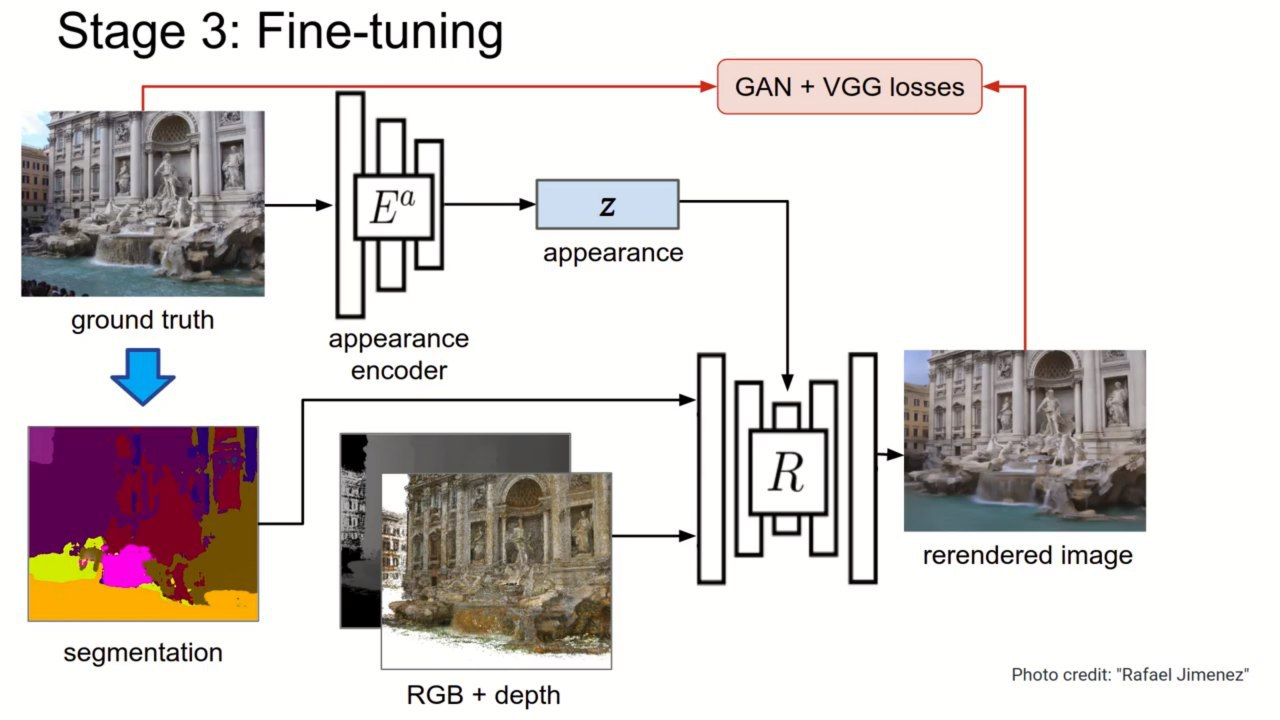 Stage 3: Fine-tuning
GAN + VGG losses
E^a
z
appearance
ground truth
appearance
encoder
R
rerendered image
segmentation
RGB + depth
Photo credit: "Rafael Jimenez"